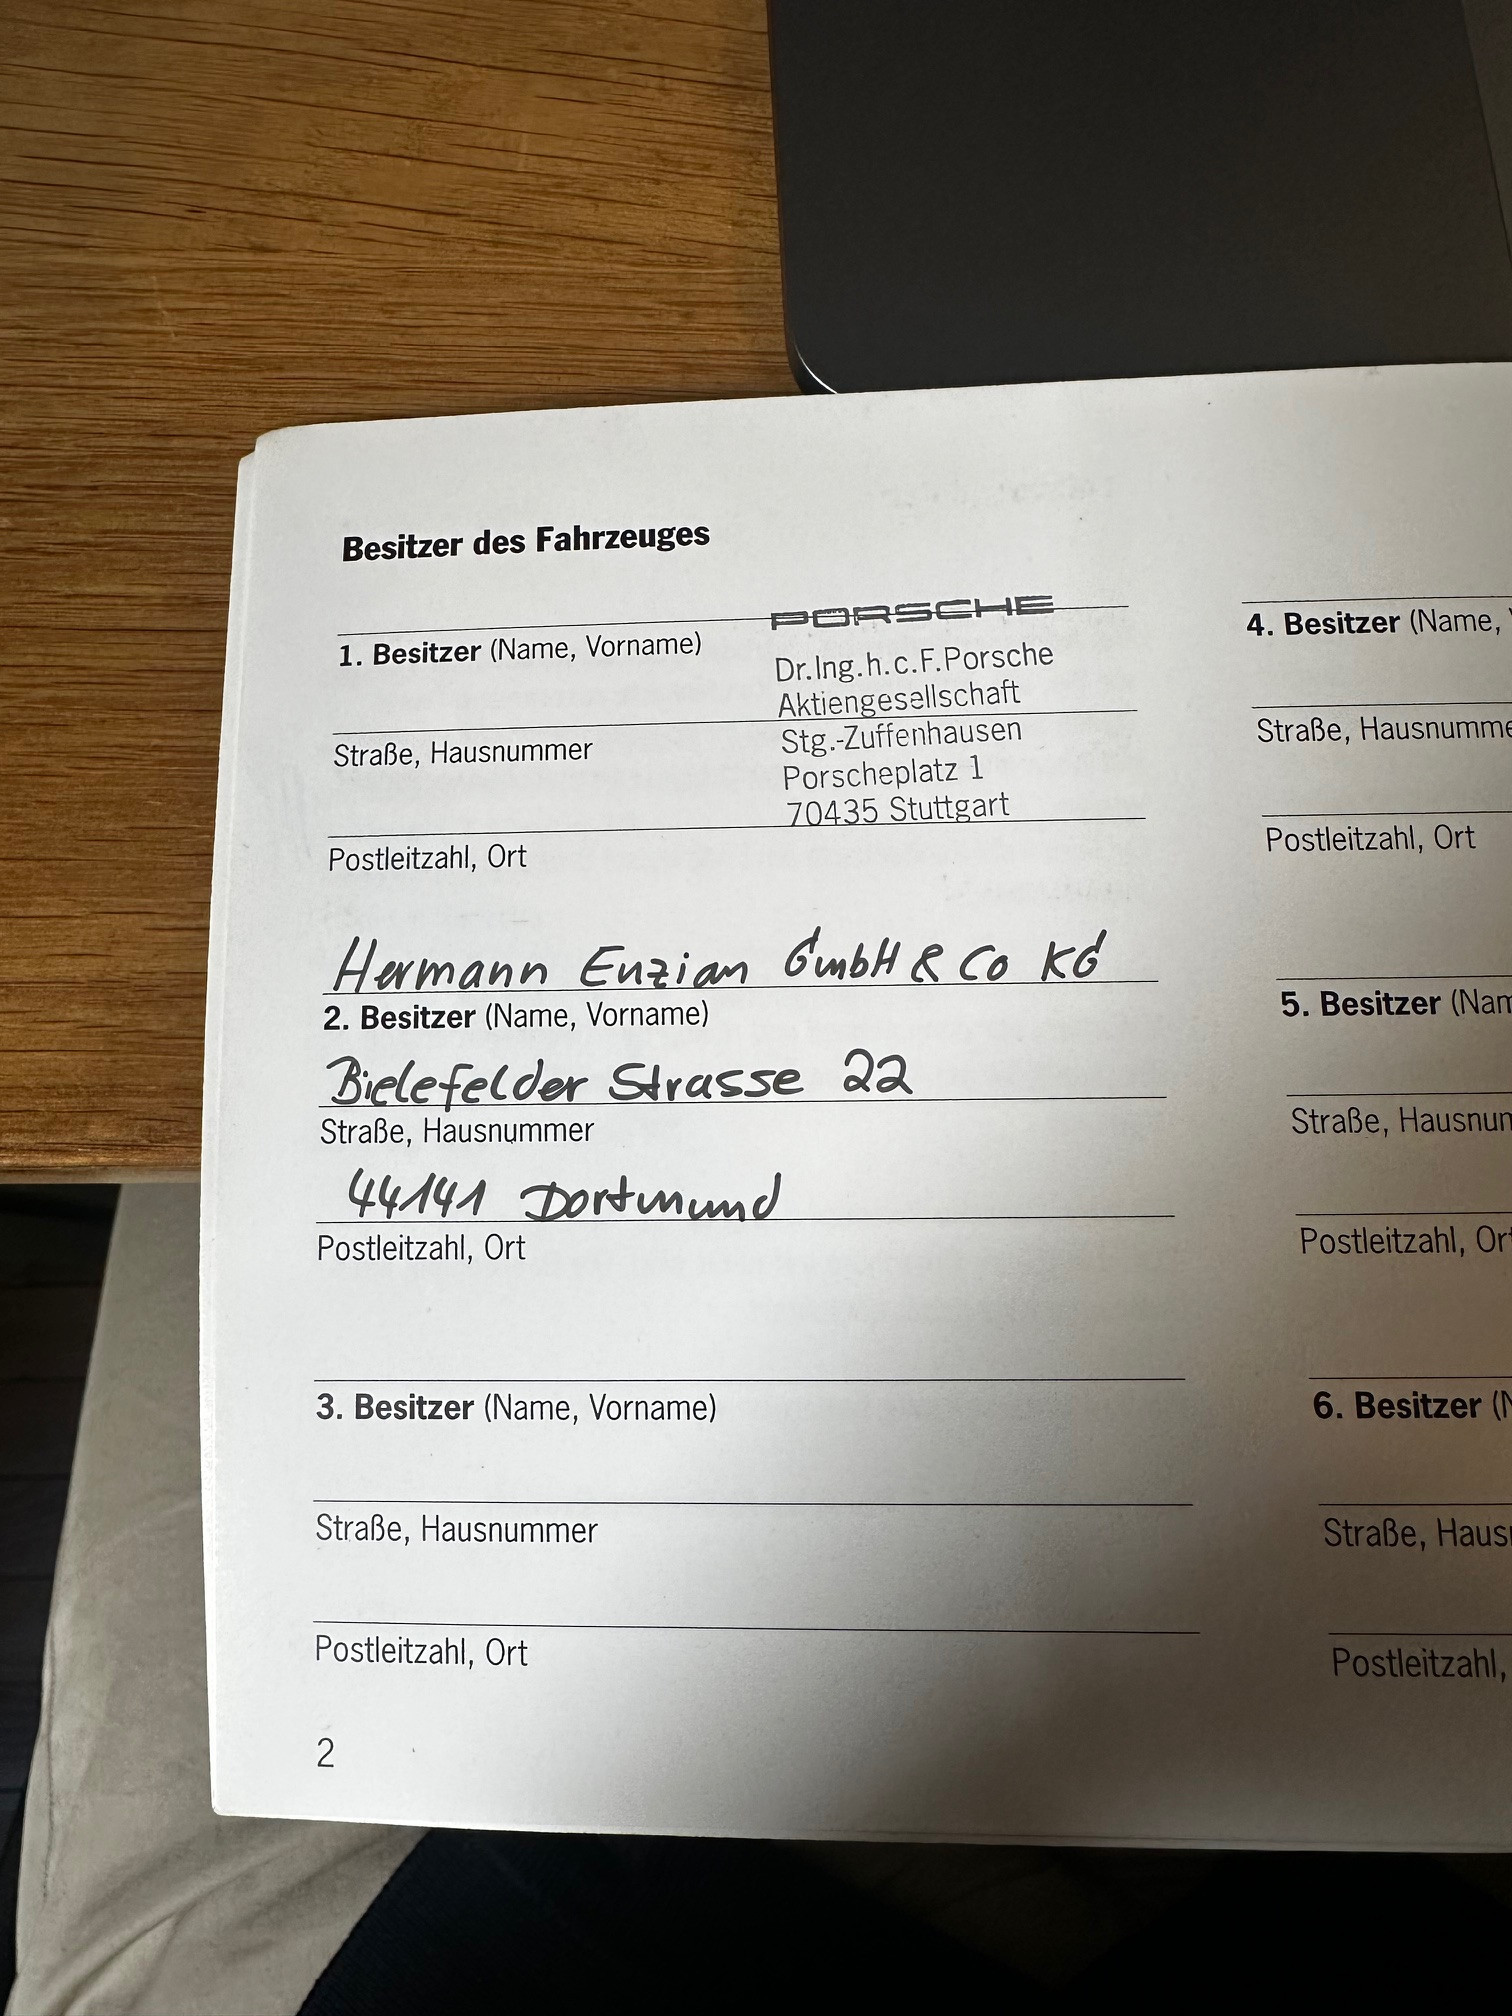 Besitzer des Fahrzeuges
PORSCHE
1. Besitzer (Name, Vorname)
Dr.Ing.h.c.F.Porsche
Aktiengesellschaft
Straße, Hausnummer
Stg.-Zuffenhausen
Porscheplatz 1
70435 Stuttgart
Postleitzahl, Ort
Hermann Enzian GmbH & Co KG
2. Besitzer (Name, Vorname)
Bielefelder Strasse 22
Straße, Hausnummer
44141 Dortmund
Postleitzahl, Ort
3. Besitzer (Name, Vorname)
Straße, Hausnummer
Postleitzahl, Ort
2
4. Besitzer (Name,
Straße, Hausnumme
Postleitzahl, Ort
5. Besitzer (Nam
Straße, Hausnum
Postleitzahl, Ort
6. Besitzer (N
Straße, Haus
Postleitzahl,